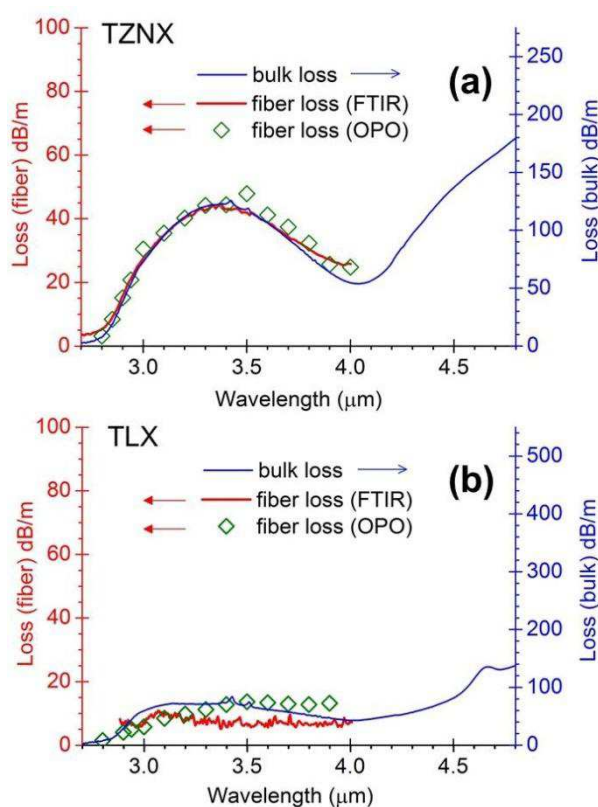 TZNX
(a)
bulk loss
fiber loss (FTIR)
fiber loss (OPO)
Loss (fiber) dB/m
100
80
60
40
20
0
Loss (bulk) dB/m
250
200
150
100
50
0
3.0 3.5 4.0 4.5
Wavelength (μm)
TLX
(b)
bulk loss
fiber loss (FTIR)
fiber loss (OPO)
Loss (fiber) dB/m
100
80
60
40
20
0
Loss (bulk) dB/m
500
400
300
200
100
0
3.0 3.5 4.0 4.5
Wavelength (μm)